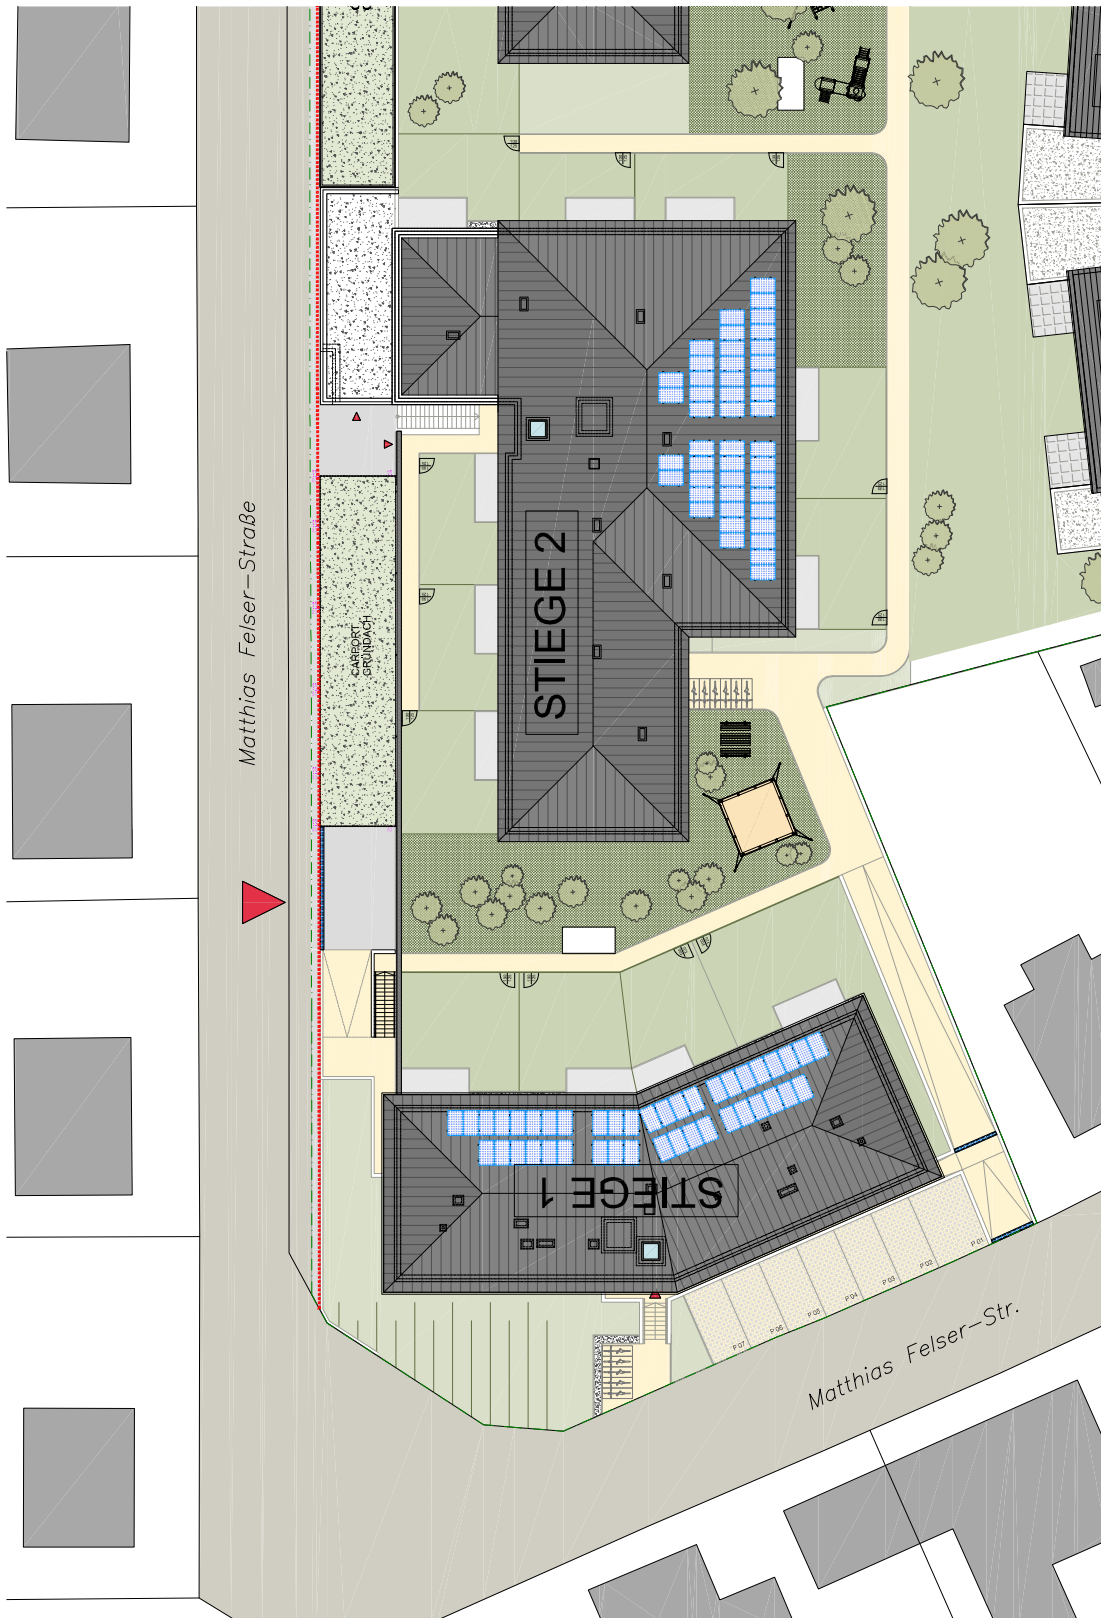 Matthias Felser-Straße
CARPORT
GRÜNDACH
STIEGE 2
STIEGE 1
P 01
P 02
P 03
P 04
P 05
P 06
P 07
Matthias Felser-Str.